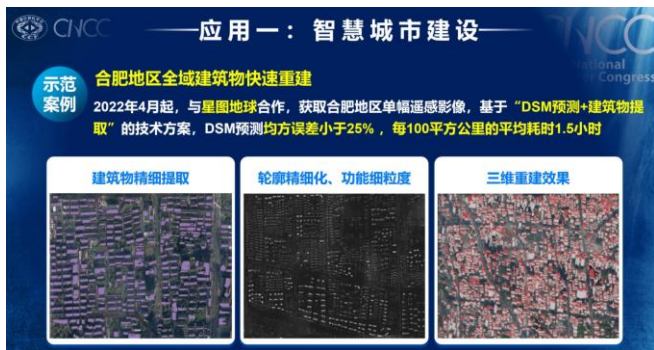 CNCC
应用一：智慧城市建设
CNCC
National
er Congress
示范
案例
合肥地区全域建筑物快速重建
2022年4月起，与星图地球合作，获取合肥地区单幅遥感影像，基于“DSM预测+建筑物提
取”的技术方案，DSM预测均方误差小于25%，每100平方公里的平均耗时1.5小时
建筑物精细提取
轮廓精细化、功能细粒度
三维重建效果